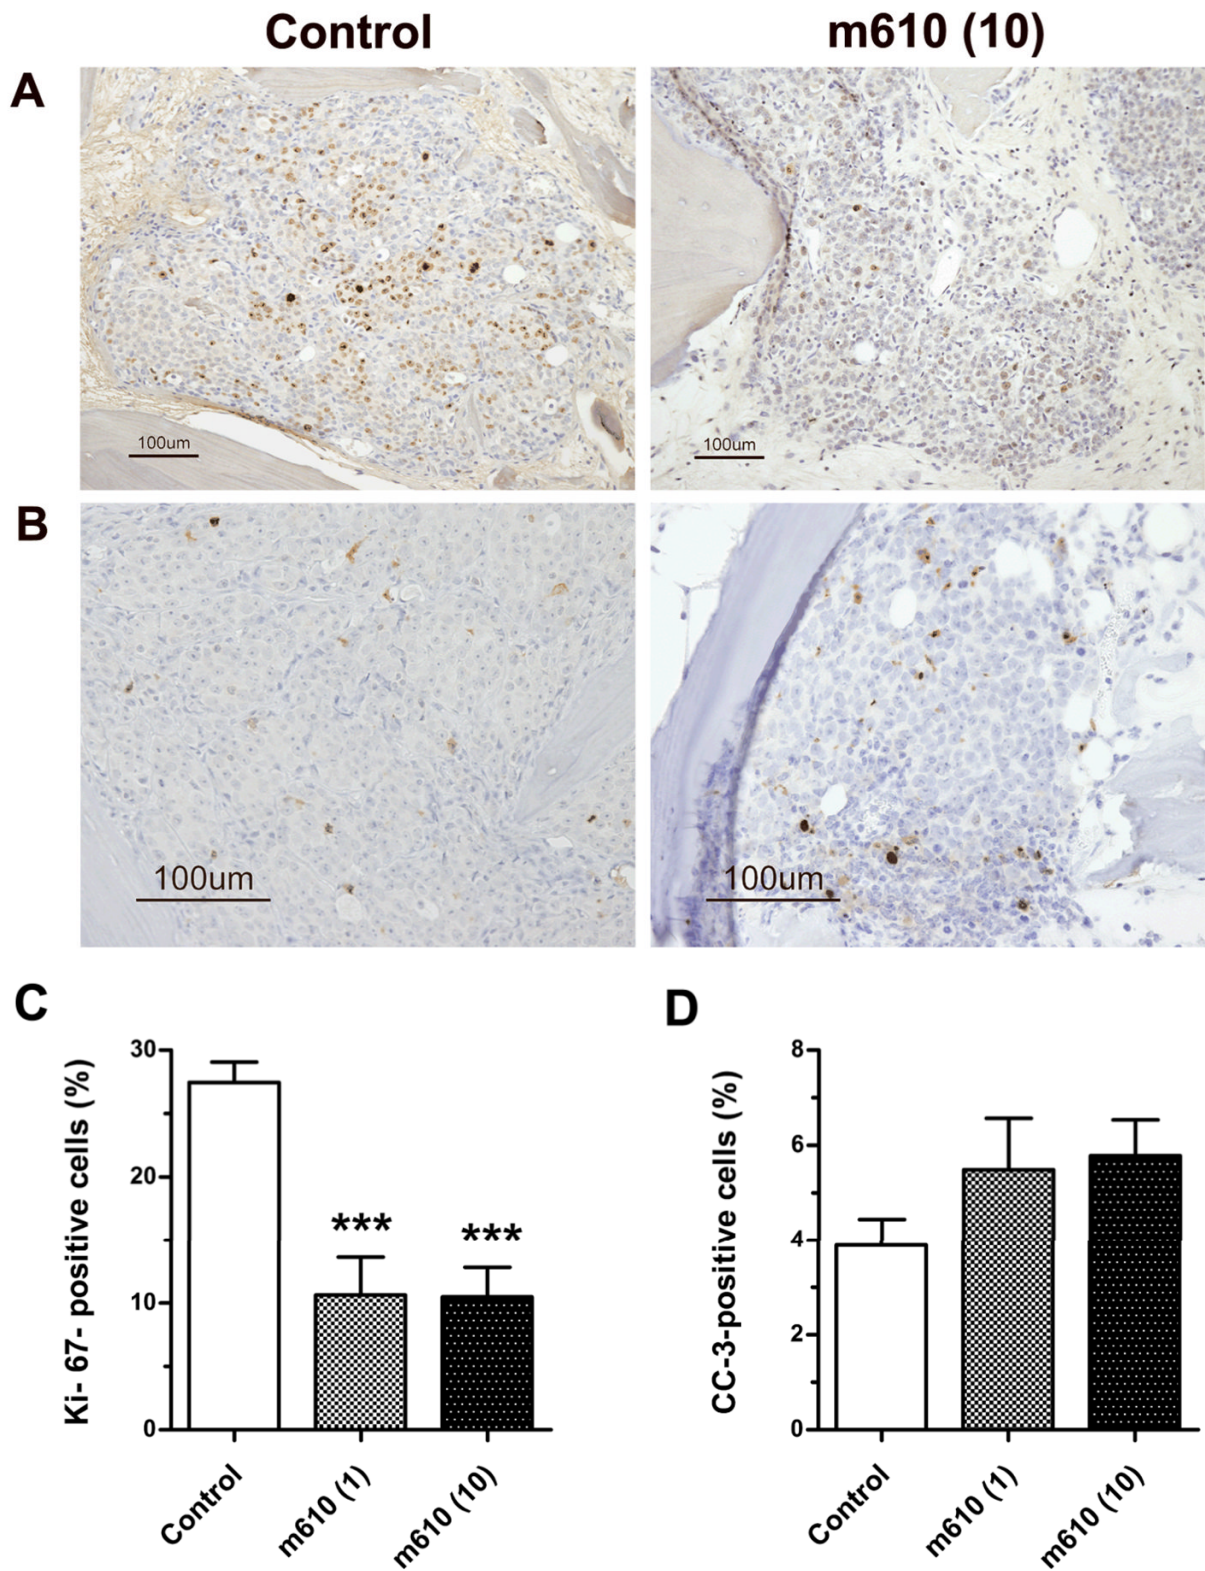 Control
m610 (10)
A
100um
100um
B
100um
100um
C
Ki- 67- positive cells (%)
30
20
10
0
***
***
Control
m610 (1)
m610 (10)
D
CC-3-positive cells (%)
8
6
4
2
0
Control
m610 (1)
m610 (10)